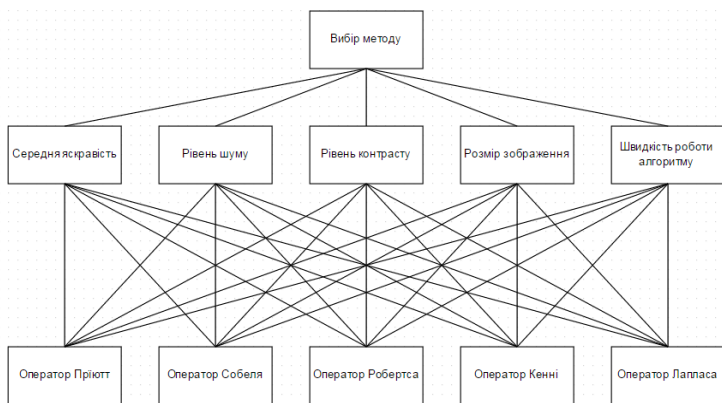 Вибір методу
Середня яскравість
Рівень шуму
Рівень контрасту
Розмір зображення
Швидкість роботи
алгоритму
Оператор Пріютт
Оператор Собеля
Оператор Робертса
Оператор Кенні
Оператор Лапласа